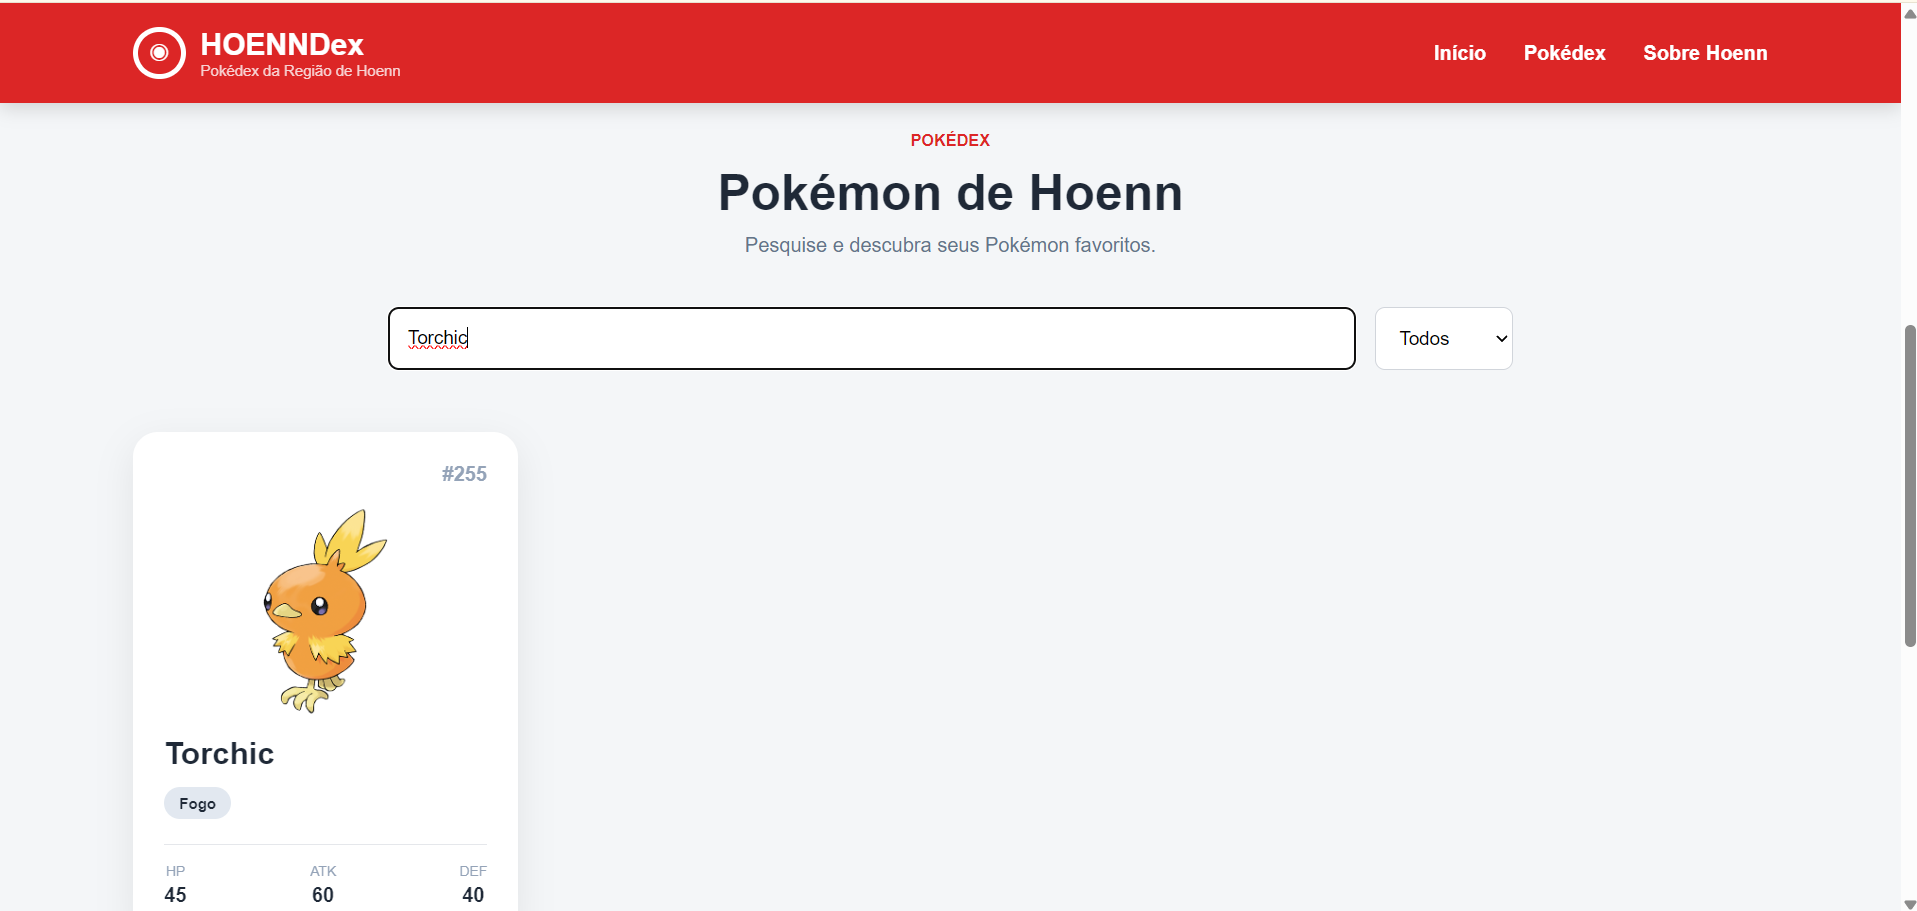 HOENNDex
Pokédex da Região de Hoenn
Início Pokédex Sobre Hoenn
POKÉDEX
Pokémon de Hoenn
Pesquise e descubra seus Pokémon favoritos.
Torchic
Todos
#255
Torchic
Fogo
HP ATK DEF
45 60 40